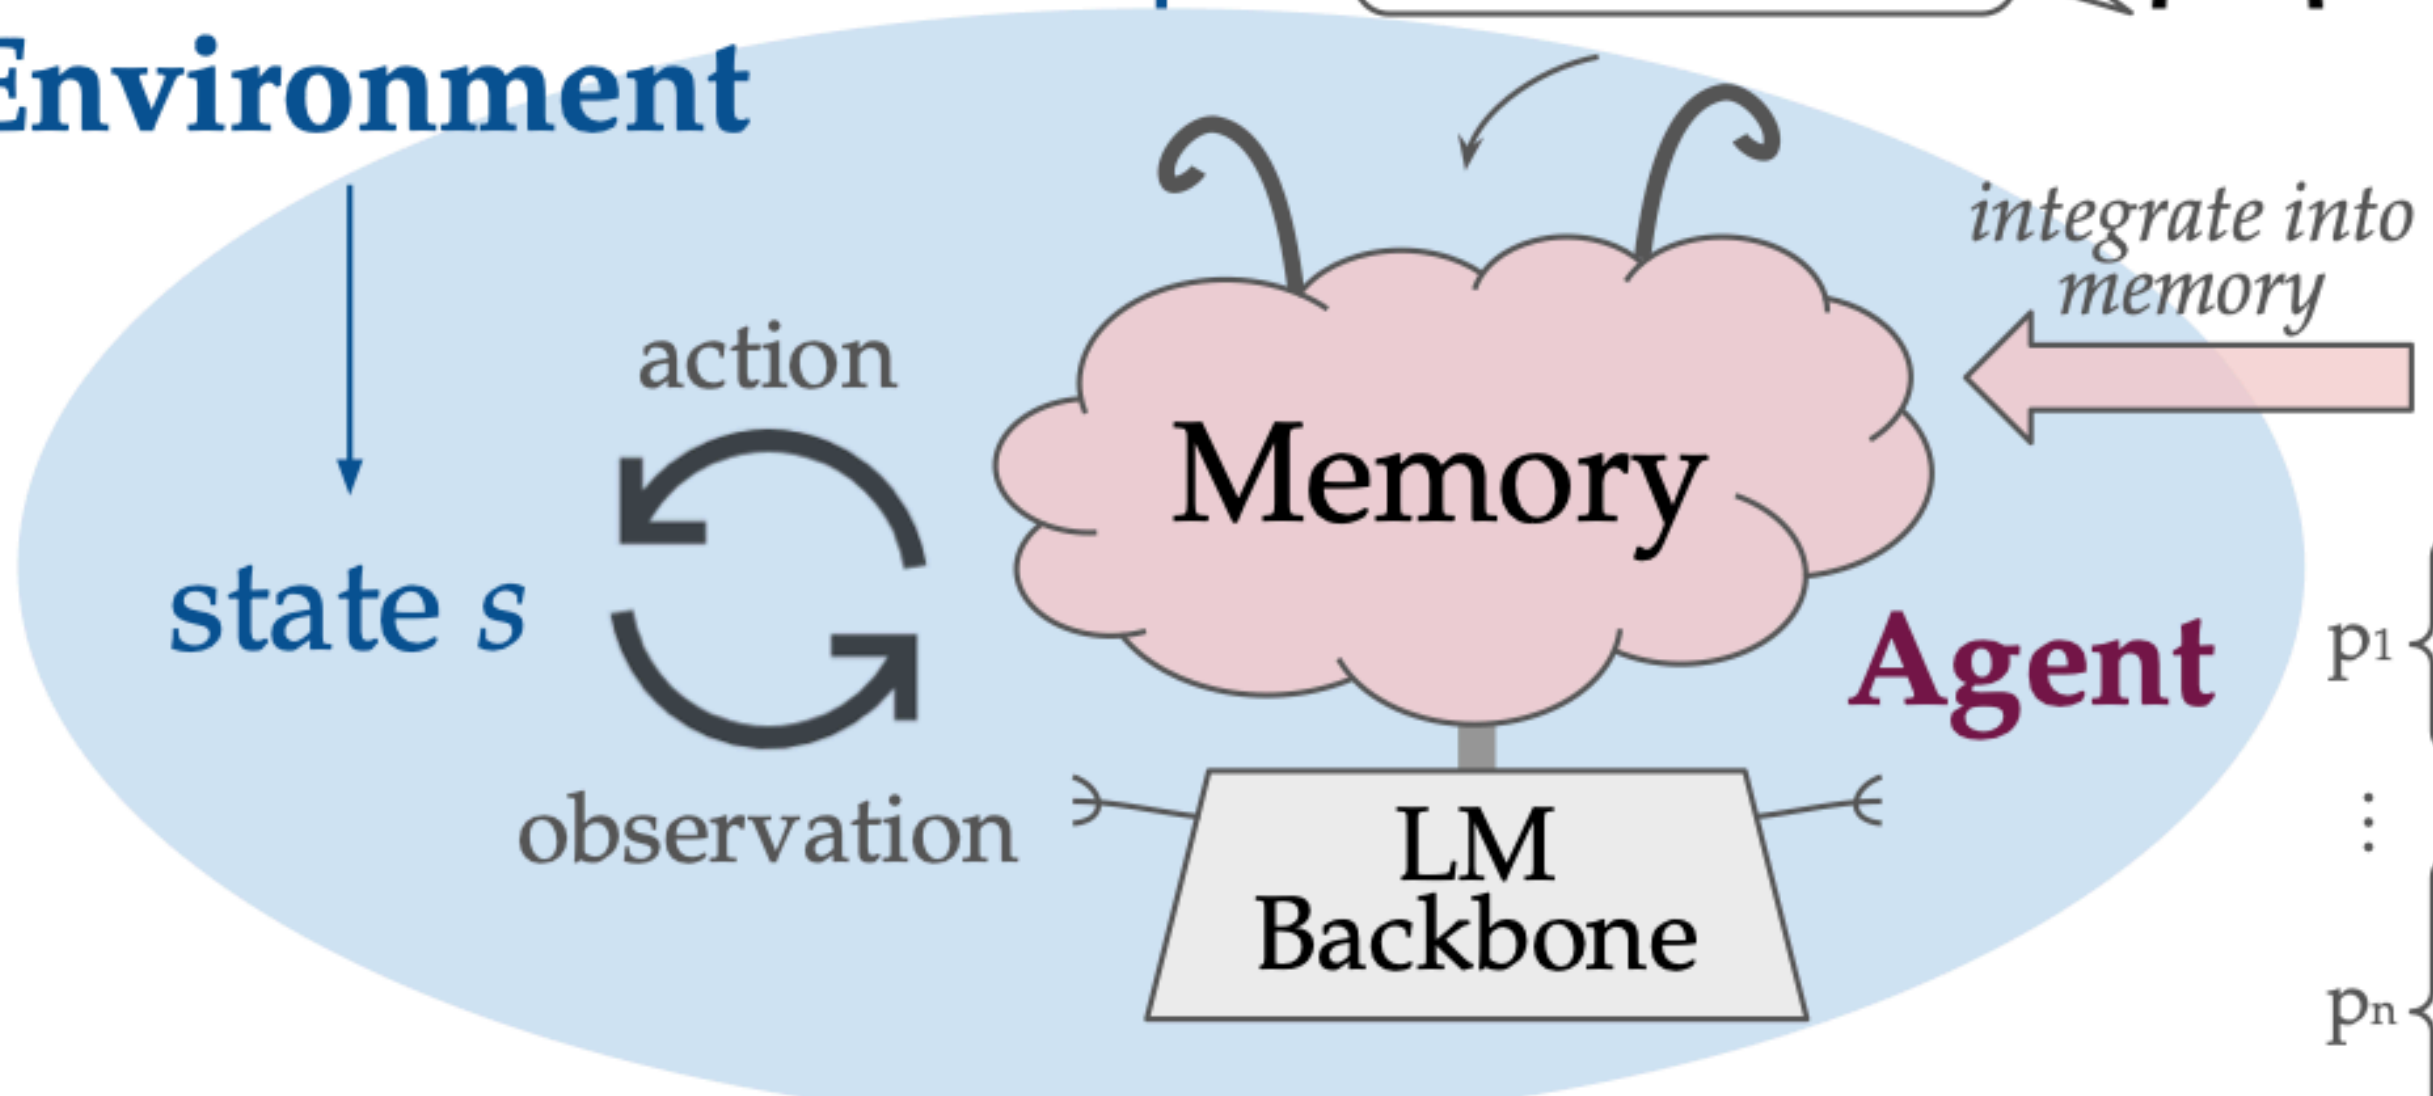 Environment
integrate into
memory
action
Memory
state s
observation
Agent
LM
Backbone
p1
pn